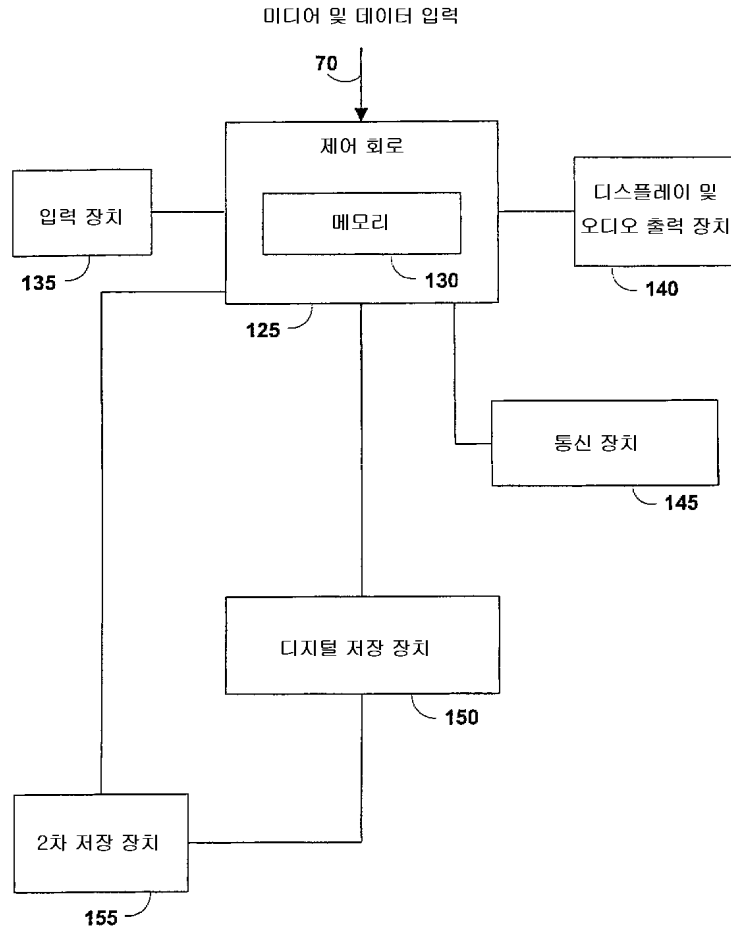 미디어 및 데이터 입력
70
제어 회로
입력 장치
135
메모리
130
125
디스플레이 및
오디오 출력 장치
140
통신 장치
145
디지털 저장 장치
150
2차 저장 장치
155